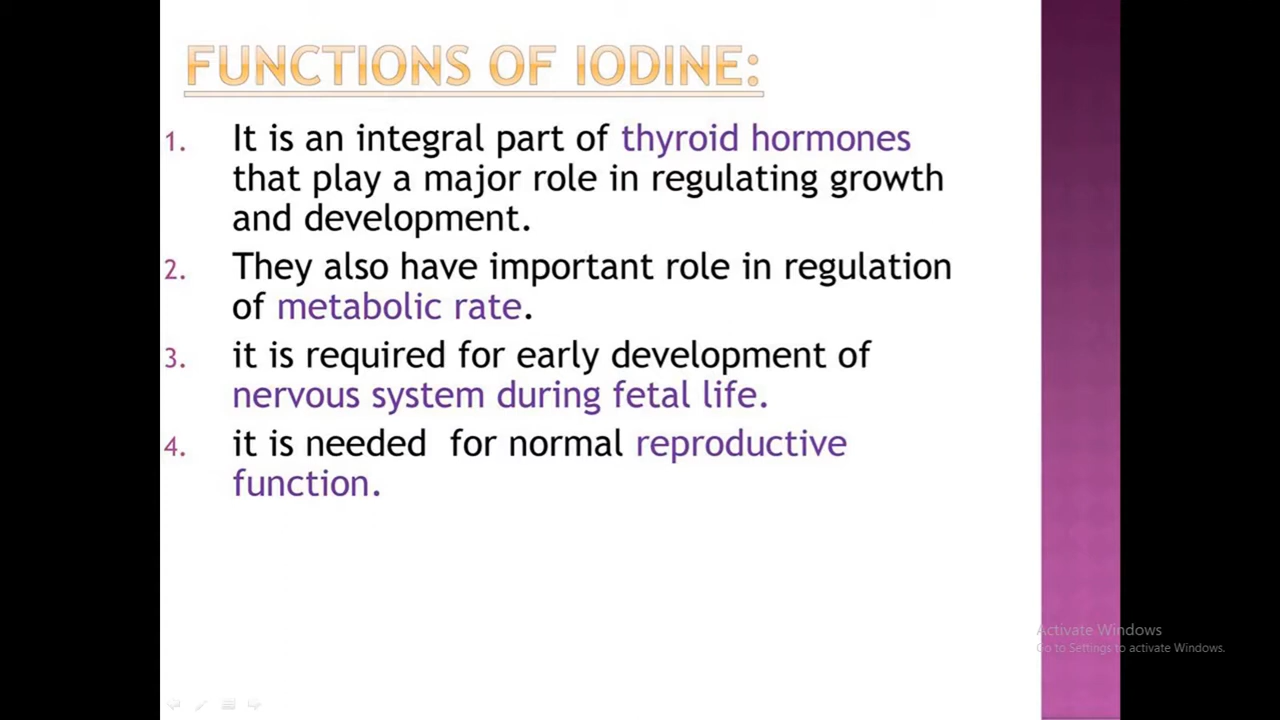 FUNCTIONS OF IODINE:
1. It is an integral part of thyroid hormones
that play a major role in regulating growth
and development.
2. They also have important role in regulation
of metabolic rate.
3. it is required for early development of
nervous system during fetal life.
4. it is needed  for normal reproductive
function.
Activate Windows
Go to Settings to activate Windows.